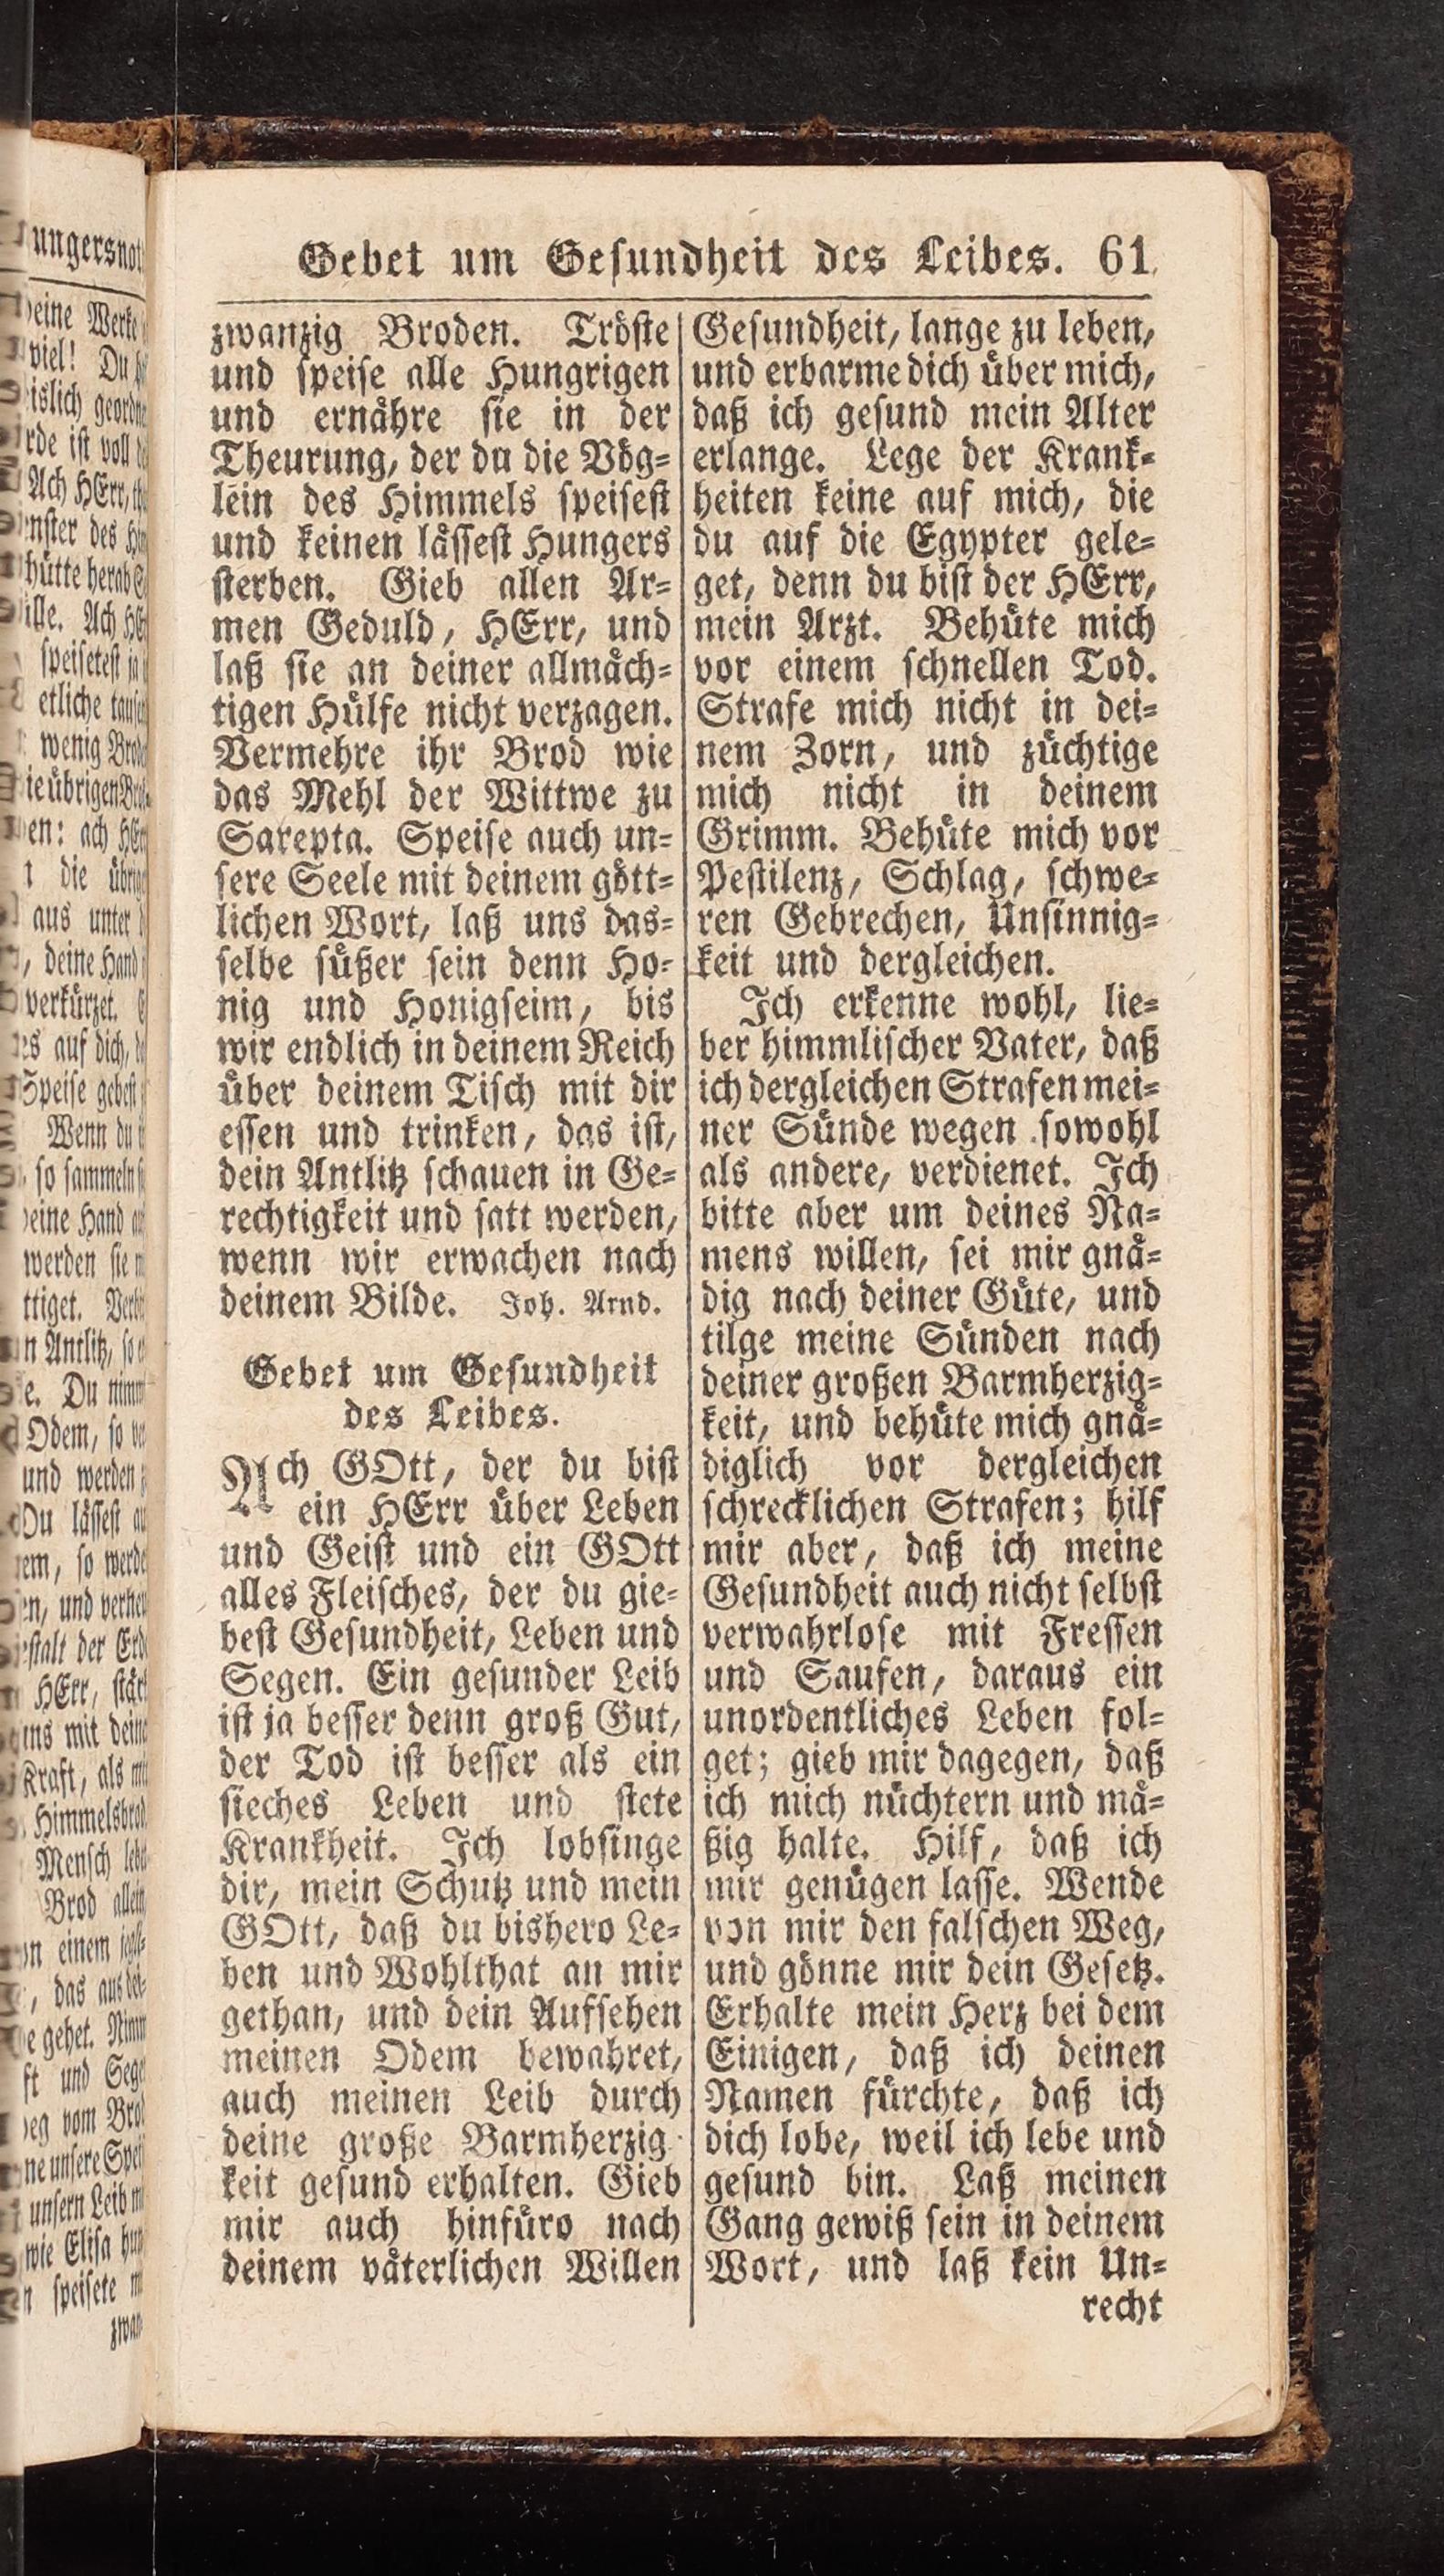 Gebet um Gesundheit des Leibes. 61
zwanzig Broden. Tröste
und speise alle Hungrigen
und ernähre sie in der
Theurung, der du die Vög=
lein des Himmels speisest
und keinen lässest Hungers
sterben. Gieb allen Ar=
men Geduld, HErr, und
laß sie an deiner allmäch=
tigen Hülfe nicht verzagen.
Vermehre ihr Brod wie
das Mehl der Wittwe zu
Sarepta. Speise auch un=
sere Seele mit deinem gött=
lichen Wort, laß uns das=
selbe süßer sein denn Ho=
nig und Honigseim, bis
wir endlich in deinem Reich
über deinem Tisch mit dir
essen und trinken, das ist,
dein Antlitz schauen in Ge=
rechtigkeit und satt werden,
wenn wir erwachen nach
deinem Bilde. Joh. Arnd.
Gebet um Gesundheit
des Leibes.
Ach GOtt, der du bist
ein HErr über Leben
und Geist und ein GOtt
alles Fleisches, der du gie=
best Gesundheit, Leben und
Segen. Ein gesunder Leib
ist ja besser denn groß Gut,
der Tod ist besser als ein
sieches Leben und stete
Krankheit. Ich lobsinge
dir, mein Schutz und mein
GOtt, daß du bishero Le=
ben und Wohlthat an mir
gethan, und dein Aufsehen
meinen Odem bewahret,
auch meinen Leib durch
deine große Barmherzig-
keit gesund erhalten. Gieb
mir auch hinfüro nach
deinem väterlichen Willen
Gesundheit, lange zu leben,
und erbarme dich über mich,
daß ich gesund mein Alter
erlange. Lege der Krank=
heiten keine auf mich, die
du auf die Egypter gele=
get, denn du bist der HErr,
mein Arzt. Behüte mich
vor einem schnellen Tod.
Strafe mich nicht in dei=
nem Zorn, und züchtige
mich nicht in deinem
Grimm. Behüte mich vor
Pestilenz, Schlag, schwe=
ren Gebrechen, Unsinnig=
keit und dergleichen.
Ich erkenne wohl, lie=
ber himmlischer Vater, daß
ich dergleichen Strafen mei=
ner Sünde wegen sowohl
als andere, verdienet. Ich
bitte aber um deines Na=
mens willen, sei mir gnä=
dig nach deiner Güte, und
tilge meine Sünden nach
deiner großen Barmherzig=
keit, und behüte mich gnä=
diglich vor dergleichen
schrecklichen Strafen; hilf
mir aber, daß ich meine
Gesundheit auch nicht selbst
verwahrlose mit Fressen
und Saufen, daraus ein
unordentliches Leben fol=
get; gieb mir dagegen, daß
ich mich nüchtern und mä=
ßig halte. Hilf, daß ich
mir genügen lasse. Wende
von mir den falschen Weg,
und gönne mir dein Gesetz.
Erhalte mein Herz bei dem
Einigen, daß ich deinen
Namen fürchte, daß ich
dich lobe, weil ich lebe und
gesund bin. Laß meinen
Gang gewiß sein in deinem
Wort, und laß kein Un=
recht